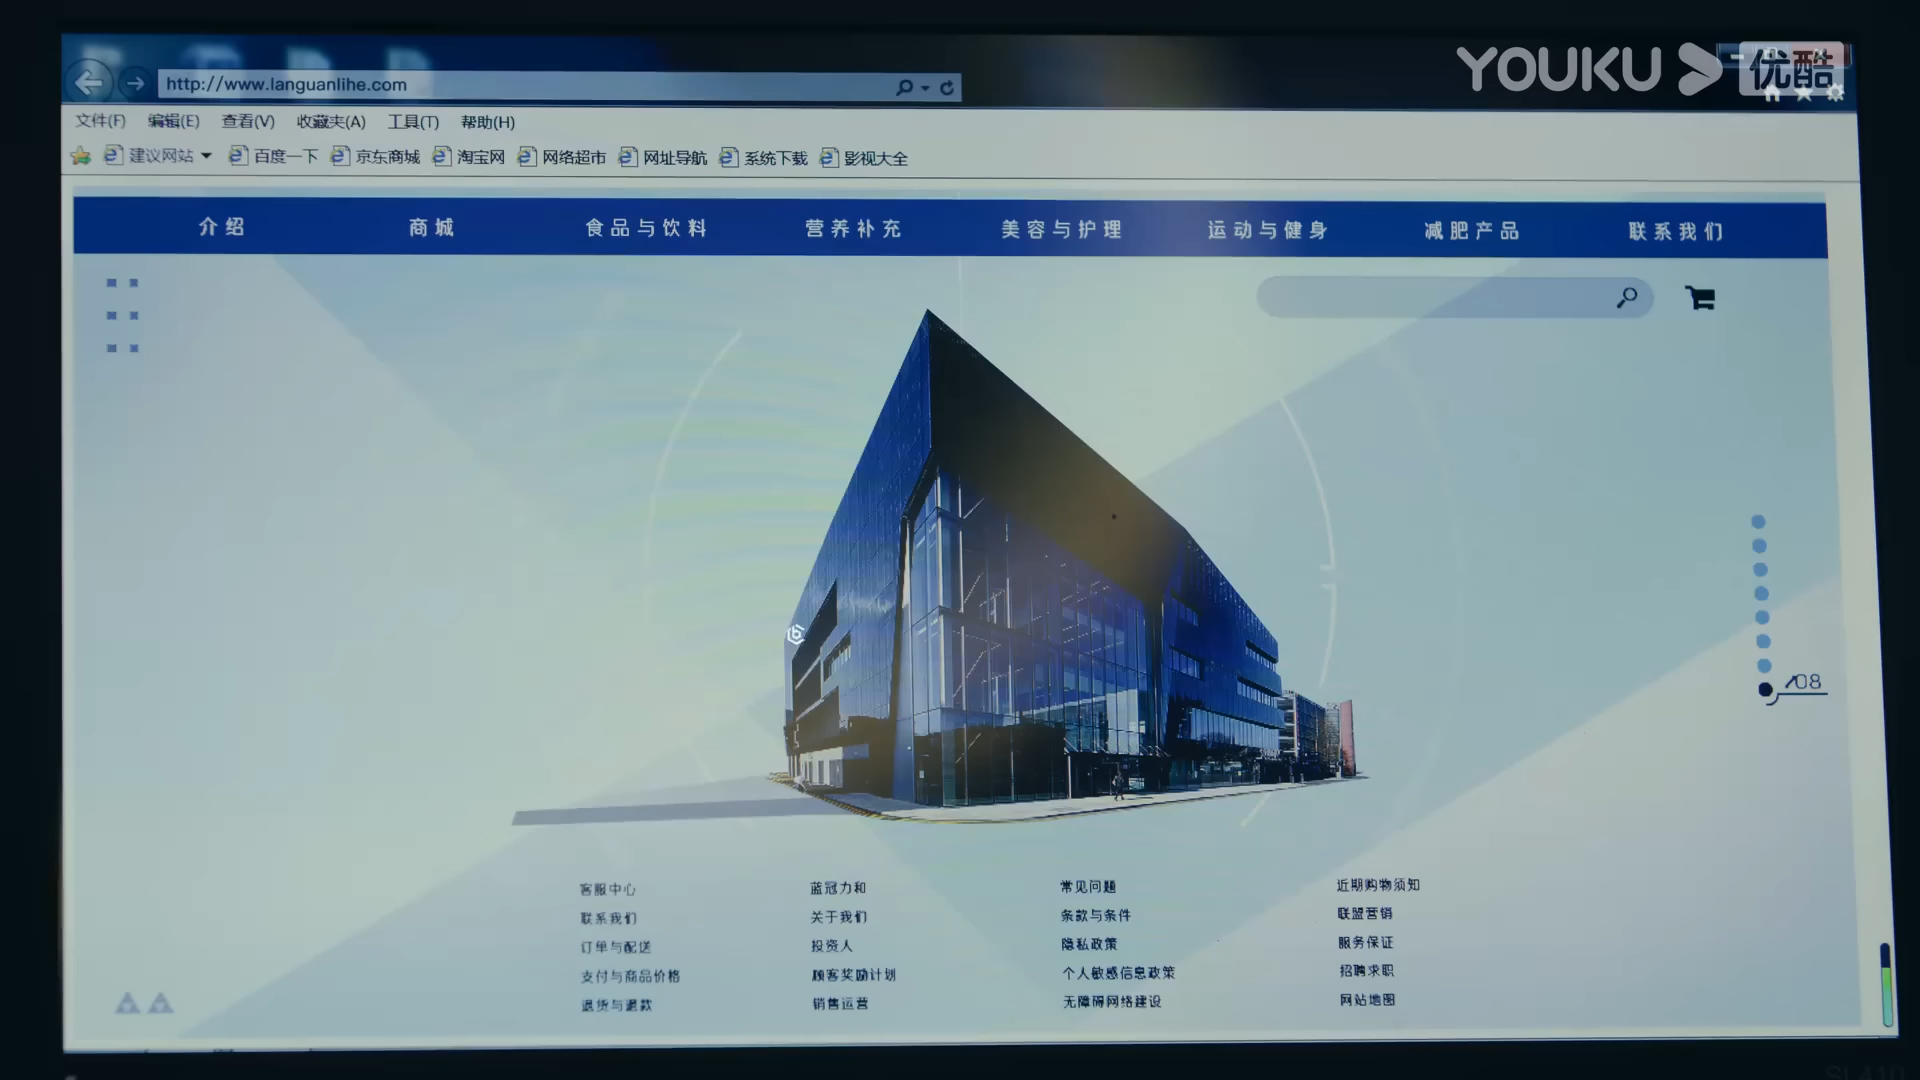 YOUKU 优酷
http://www.languanlihe.com
文件(F) 编辑(E) 查看(V) 收藏夹(A) 工具(T) 帮助(H)
建议网站 百度一下 京东商城 淘宝网 网络超市 网址导航 系统下载 影视大全
介绍 商城 食品与饮料 营养补充 美容与护理 运动与健身 减肥产品 联系我们
/08
客服中心 蓝冠力和 常见问题 近期购物须知
联系我们 关于我们 条款与条件 联盟营销
订单与配送 投资人 隐私政策 服务保证
支付与商品价格 顾客奖励计划 个人敏感信息政策 招聘求职
退货与退款 销售运营 无障碍网络建设 网站地图